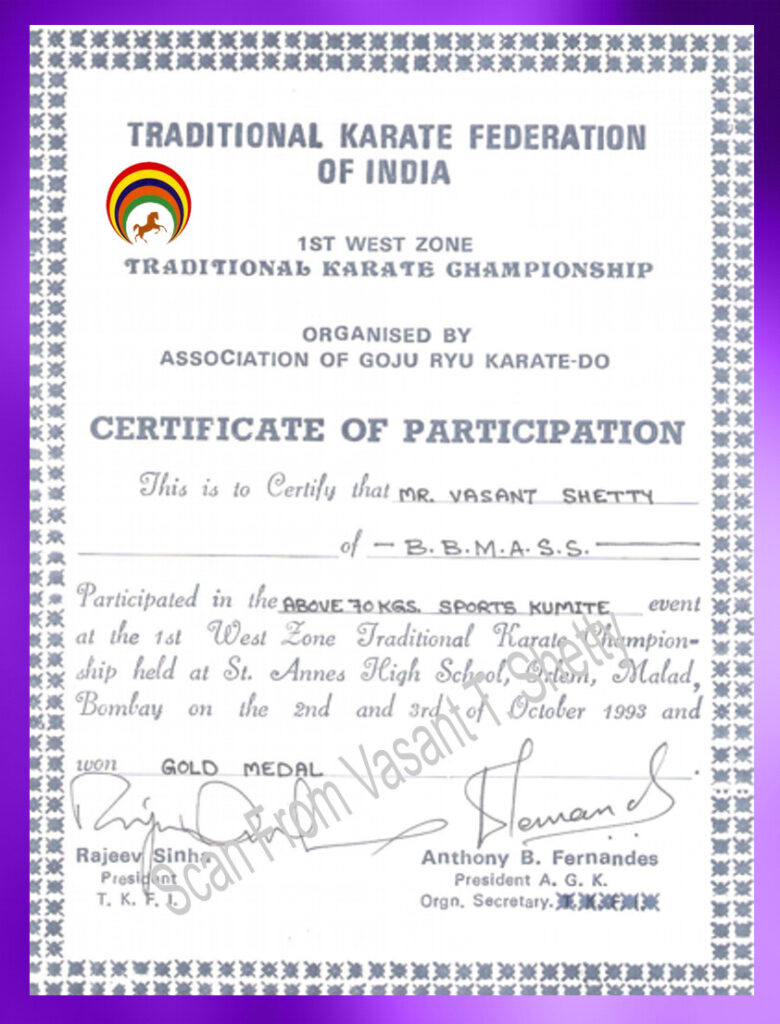 TRADITIONAL KARATE FEDERATION
OF INDIA
1ST WEST ZONE
TRADITIONAL KARATE CHAMPIONSHIP
ORGANISED BY
ASSOCIATION OF GOJU RYU KARATE-DO
CERTIFICATE OF PARTICIPATION
This is to Certify that MR. VASANT SHETTY
of – B.B.M.A.S.S.
Participated in the ABOVE 70 KGS. SPORTS KUMITE event
at the 1st West Zone Traditional Karate Champion-
ship held at St. Annes High School, Orlem, Malad,
Bombay on the 2nd and 3rd of October 1993 and
won GOLD MEDAL .
Rajeev Sinha
Anthony B. Fernandes
President
President A. G. K.
T. K. F. I.
Orgn. Secretary. T. K. F. I.
Scan From Vasant T. Shetty